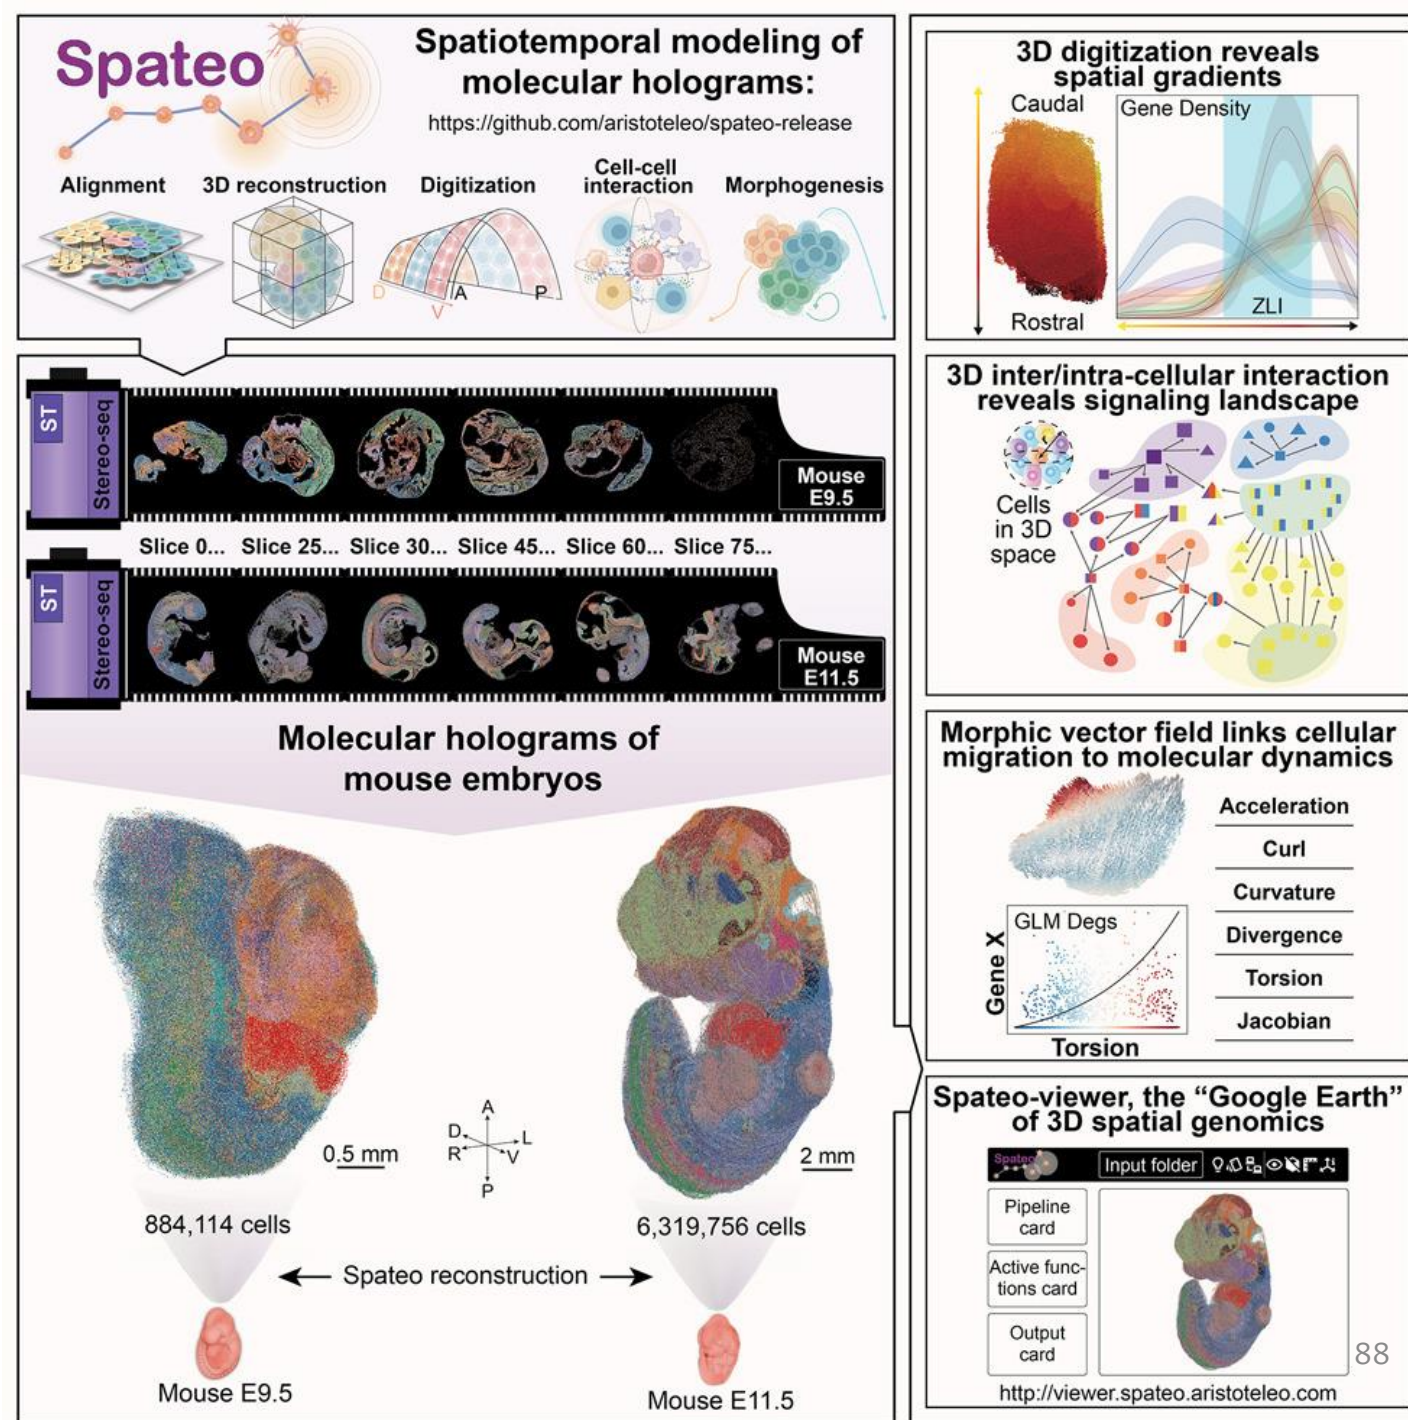 Spateo
Spatiotemporal modeling of
molecular holograms:
https://github.com/aristoteleo/spateo-release
Alignment
3D reconstruction
Digitization
Cell-cell
interaction
Morphogenesis
D
V
A
P
ST
Stereo-seq
Mouse
E9.5
Slice 0...
Slice 25...
Slice 30...
Slice 45...
Slice 60...
Slice 75...
ST
Stereo-seq
Mouse
E11.5
Molecular holograms of
mouse embryos
A
D
L
R
V
P
0.5 mm
2 mm
884,114 cells
6,319,756 cells
Spateo reconstruction
Mouse E9.5
Mouse E11.5
3D digitization reveals
spatial gradients
Caudal
Rostral
Gene Density
ZLI
3D inter/intra-cellular interaction
reveals signaling landscape
Cells
in 3D
space
Morphic vector field links cellular
migration to molecular dynamics
Acceleration
Curl
Curvature
Divergence
Torsion
Jacobian
GLM Degs
Gene X
Torsion
Spateo-viewer, the “Google Earth”
of 3D spatial genomics
Spateo
Input folder
Pipeline
card
Active func-
tions card
Output
card
88
http://viewer.spateo.aristoteleo.com